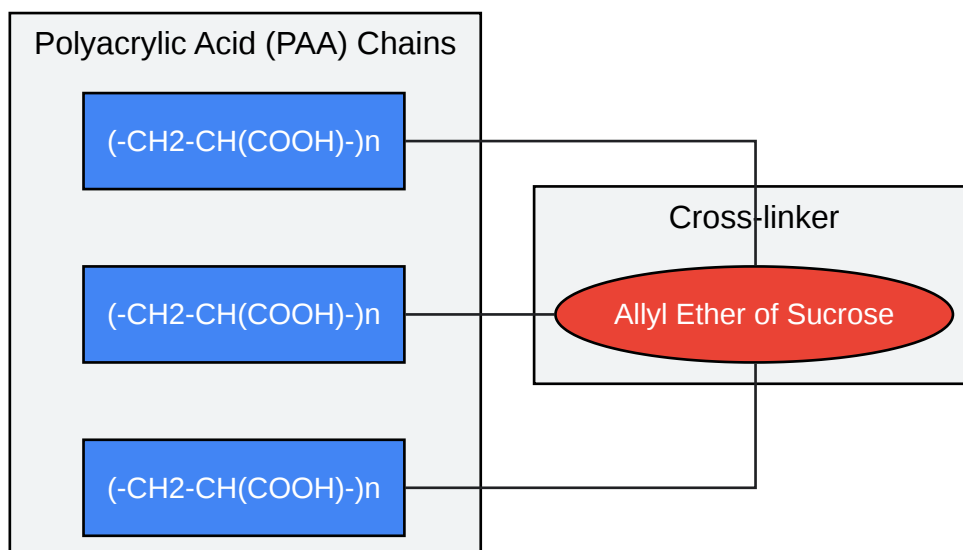 Polyacrylic Acid (PAA) Chains
(-CH2-CH(COOH)-)n
Cross-linker
(-CH2-CH(COOH)-)n
Allyl Ether of Sucrose
(-CH2-CH(COOH)-)n